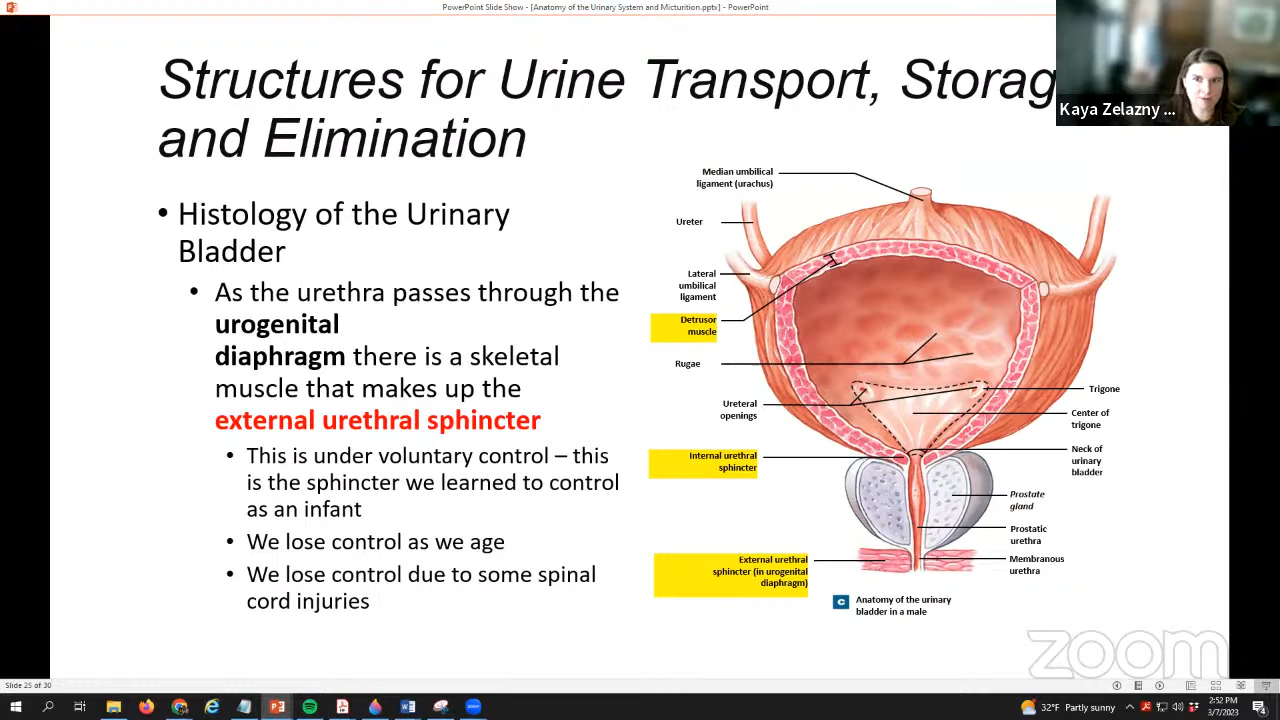 PowerPoint Slide Show - [Anatomy of the Urinary System and Micturition.pptx] - PowerPoint
Structures for Urine Transport, Storag
and Elimination
Kaya Zelazny ...
• Histology of the Urinary
Bladder
• As the urethra passes through the
urogenital
diaphragm there is a skeletal
muscle that makes up the
external urethral sphincter
• This is under voluntary control – this
is the sphincter we learned to control
as an infant
• We lose control as we age
• We lose control due to some spinal
cord injuries
Median umbilical
ligament (urachus)
Ureter
Lateral
umbilical
ligament
Detrusor
muscle
Rugae
Ureteral
openings
Internal urethral
sphincter
External urethral
sphincter (in urogenital
diaphragm)
Trigone
Center of
trigone
Neck of
urinary
bladder
Prostate
gland
Prostatic
urethra
Membranous
urethra
C Anatomy of the urinary
bladder in a male
zoom
Slide 25 of 30
32°F Partly sunny
2:52 PM
3/7/2023